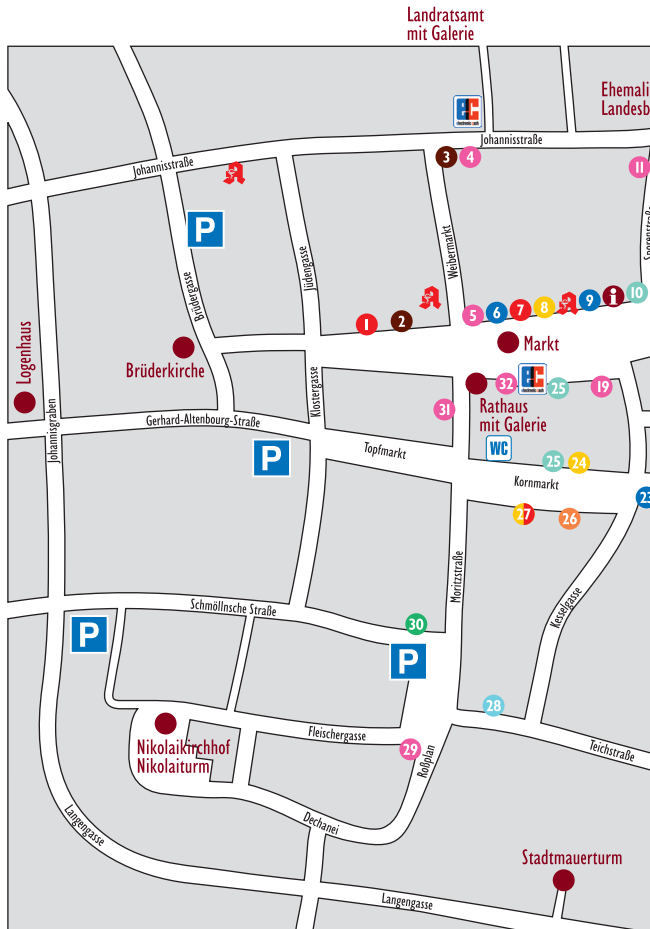 Landratsamt
mit Galerie
Ehemali
Landesb
electronic cash
Johannisstraße
3
4
Johannisstraße
11
P
Jüdengasse
Weibermarkt
Brüdergasse
1
2
5
6
7
8
9
i
10
Logenhaus
Brüderkirche
Markt
Klostergasse
32
25
19
31
Rathaus
mit Galerie
Johannisgraben
Gerhard-Altenbourg-Straße
P
Topfmarkt
WC
25
24
Kornmarkt
23
27
26
Moritzstraße
Kesselgasse
Schmöllnsche Straße
30
P
P
28
Nikolaikirchhof
Nikolaiturm
Fleischergasse
29
Roßplan
Teichstraße
Langengasse
Dechanei
Stadtmauerturm
Langengasse